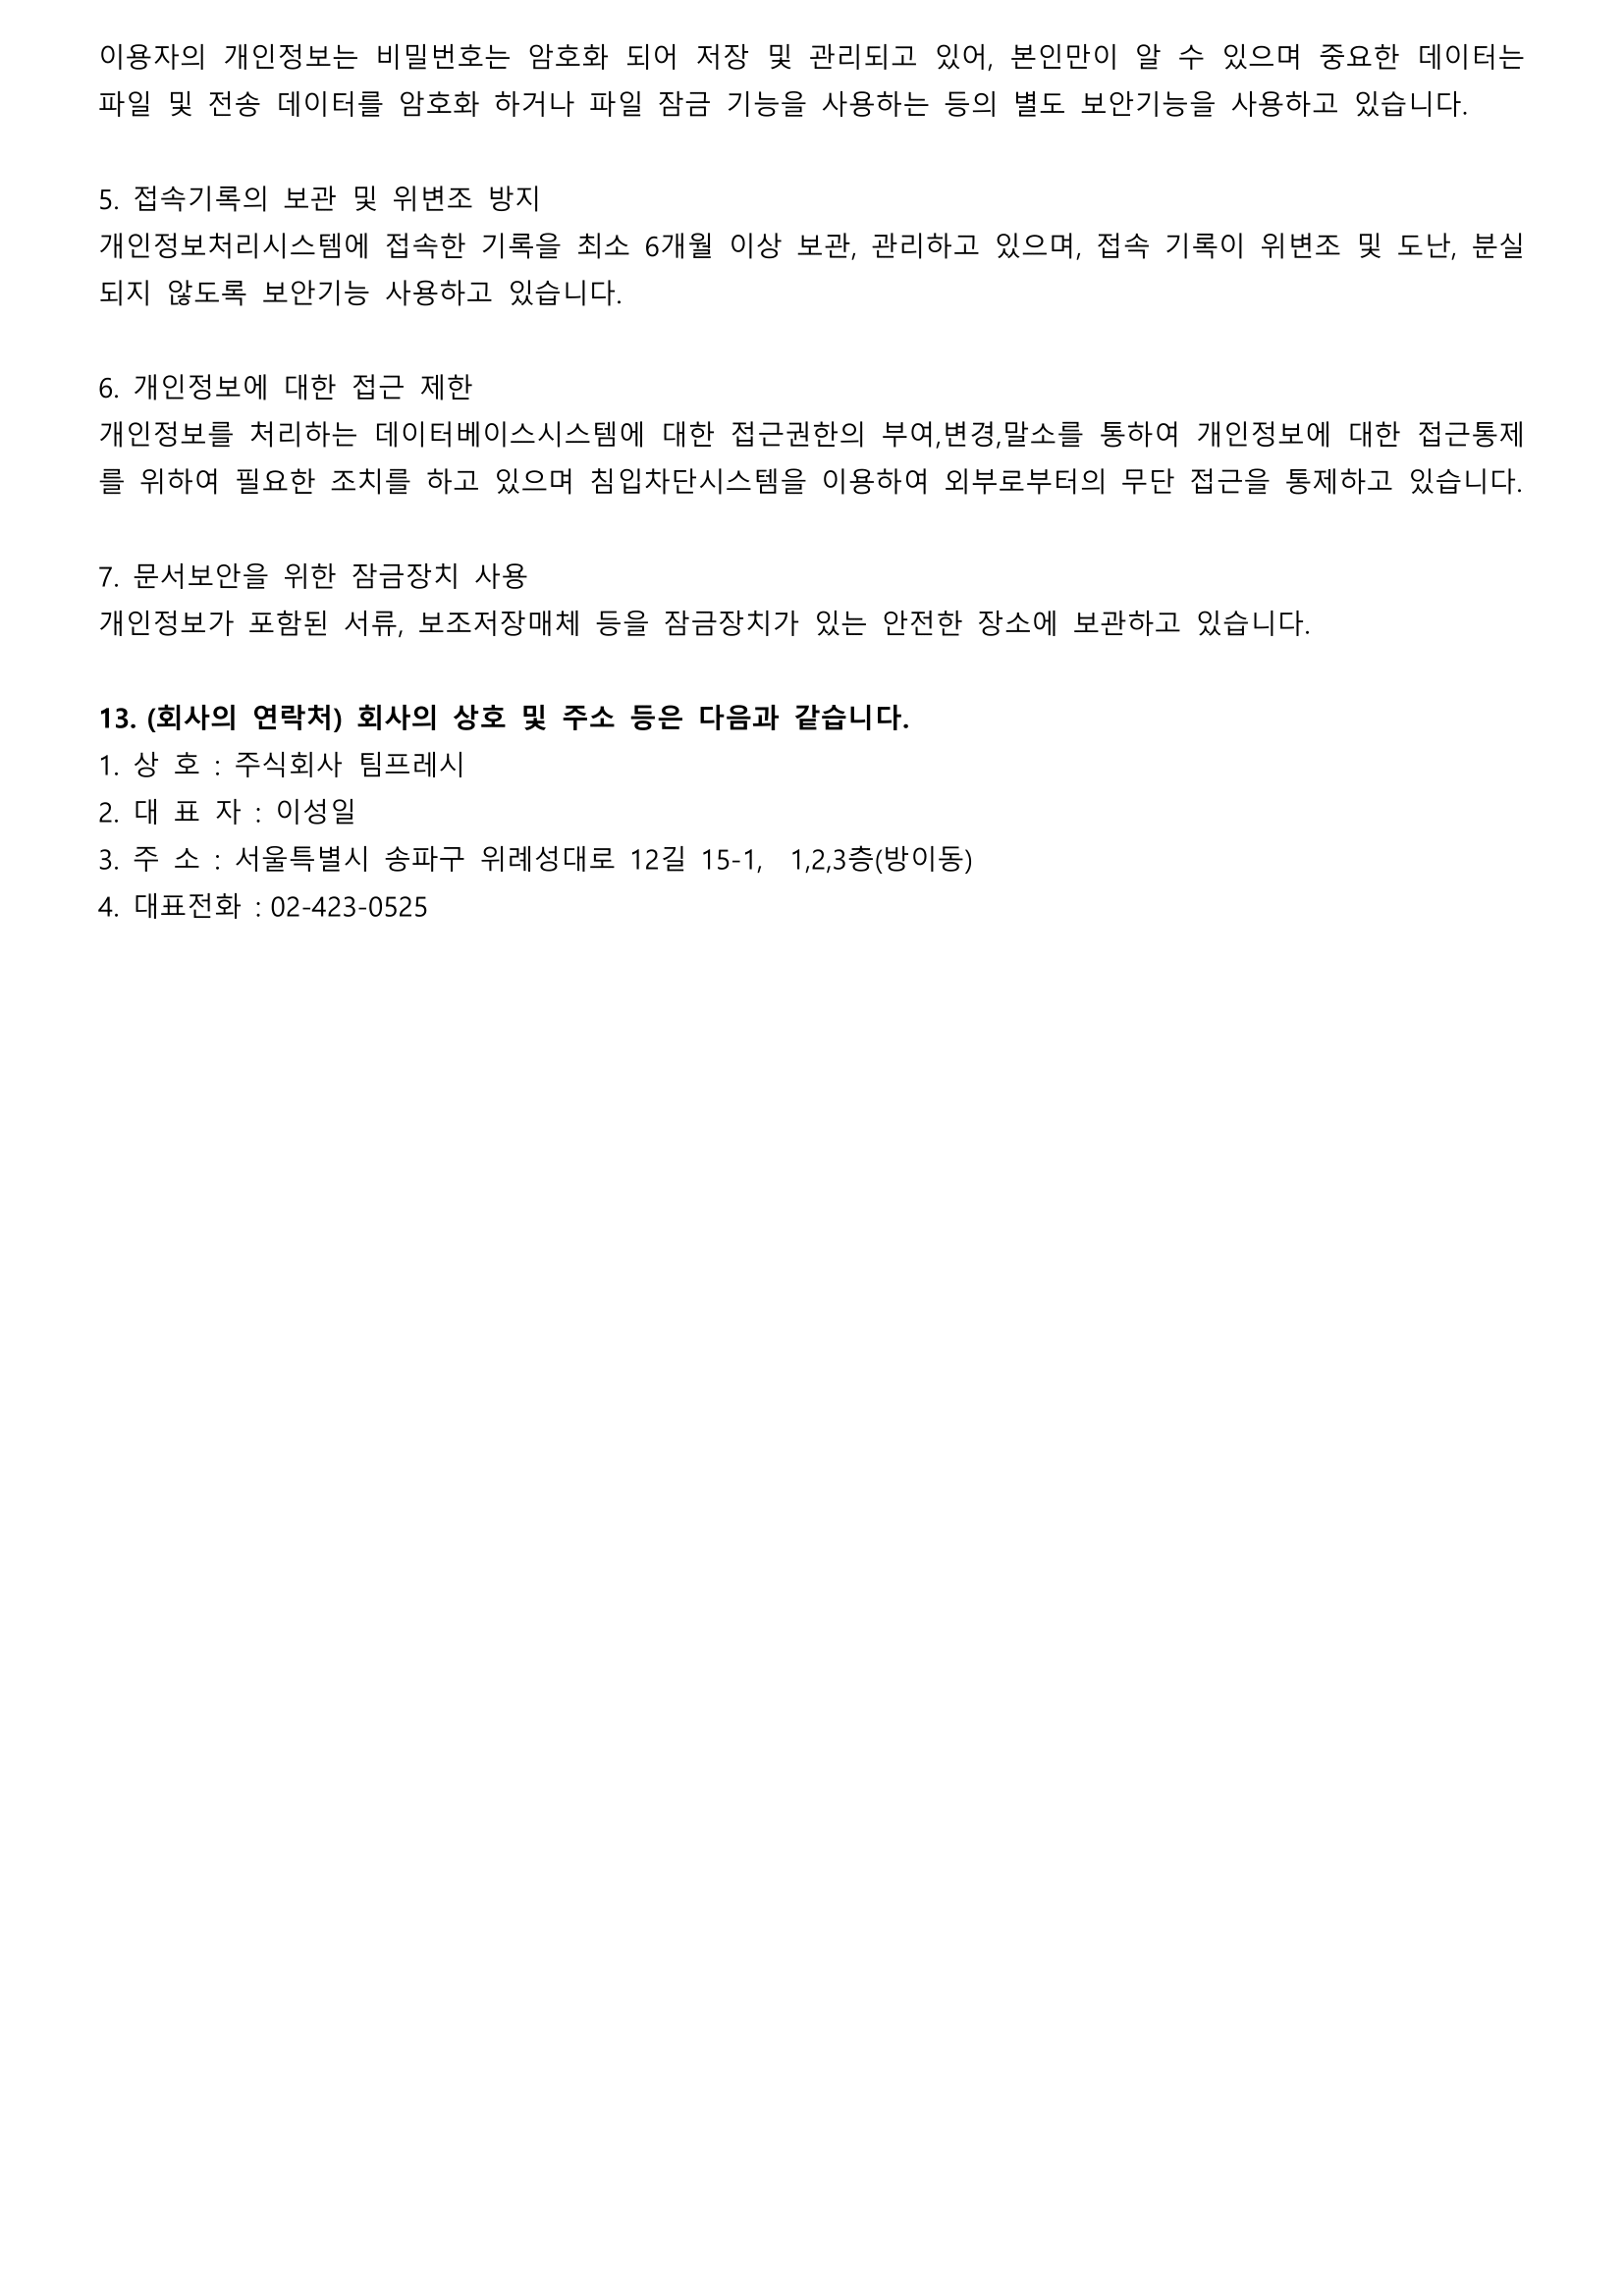 이용자의 개인정보는 비밀번호는 암호화 되어 저장 및 관리되고 있어, 본인만이 알 수 있으며 중요한 데이터는
파일 및 전송 데이터를 암호화 하거나 파일 잠금 기능을 사용하는 등의 별도 보안기능을 사용하고 있습니다.
5. 접속기록의 보관 및 위변조 방지
개인정보처리시스템에 접속한 기록을 최소 6개월 이상 보관, 관리하고 있으며, 접속 기록이 위변조 및 도난, 분실
되지 않도록 보안기능 사용하고 있습니다.
6. 개인정보에 대한 접근 제한
개인정보를 처리하는 데이터베이스시스템에 대한 접근권한의 부여,변경,말소를 통하여 개인정보에 대한 접근통제
를 위하여 필요한 조치를 하고 있으며 침입차단시스템을 이용하여 외부로부터의 무단 접근을 통제하고 있습니다.
7. 문서보안을 위한 잠금장치 사용
개인정보가 포함된 서류, 보조저장매체 등을 잠금장치가 있는 안전한 장소에 보관하고 있습니다.
13. (회사의 연락처) 회사의 상호 및 주소 등은 다음과 같습니다.
1. 상 호 : 주식회사 팀프레시
2. 대 표 자 : 이성일
3. 주 소 : 서울특별시 송파구 위례성대로 12길 15-1, 1,2,3층(방이동)
4. 대표전화 : 02-423-0525